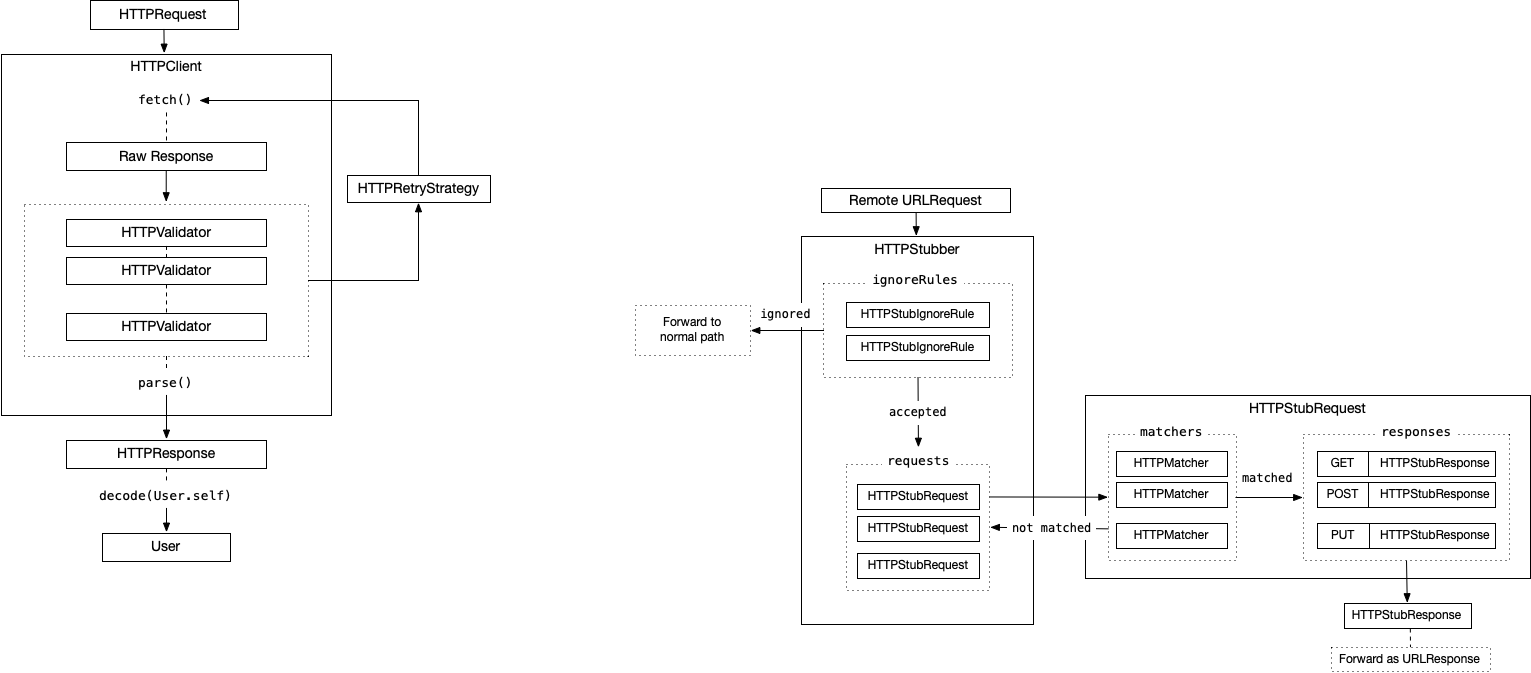 HTTPRequest
HTTPClient
fetch()
Raw Response
HTTPRetryStrategy
HTTPValidator
HTTPValidator
HTTPValidator
parse()
HTTPResponse
decode(User.self)
User
Remote URLRequest
HTTPStubber
ignoreRules
HTTPStubIgnoreRule
HTTPStubIgnoreRule
ignored
Forward to
normal path
accepted
requests
HTTPStubRequest
HTTPStubRequest
HTTPStubRequest
not matched
HTTPStubRequest
matchers
HTTPMatcher
HTTPMatcher
HTTPMatcher
matched
responses
GET HTTPStubResponse
POST HTTPStubResponse
PUT HTTPStubResponse
HTTPStubResponse
Forward as URLResponse